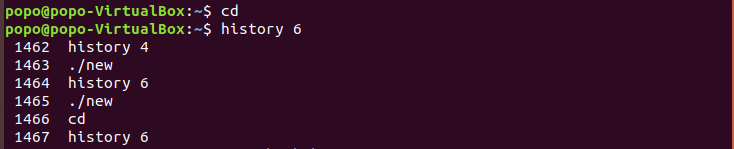 popo@popo-VirtualBox:~$ cd
popo@popo-VirtualBox:~$ history 6
1462  history 4
1463  ./new
1464  history 6
1465  ./new
1466  cd
1467  history 6